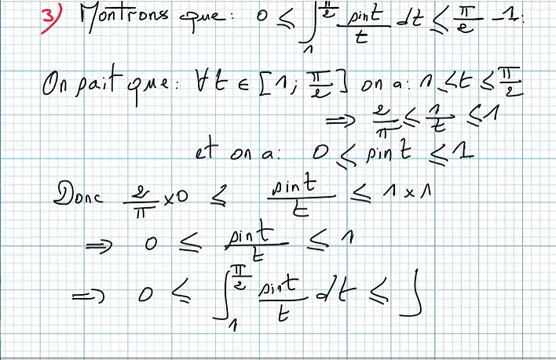 3) Montrons que: 0 ≤ ∫₁^(π/2) sint/t dt ≤ π/2 - 1.
On sait que: ∀t ∈ [1; π/2] on a: 1 ≤ t ≤ π/2
⇒ 2/π ≤ 1/t ≤ 1
et on a: 0 ≤ sint ≤ 1
Donc 2/π × 0 ≤ sint/t ≤ 1 × 1
⇒ 0 ≤ sint/t ≤ 1
⇒ 0 ≤ ∫₁^(π/2) sint/t dt ≤ ∫